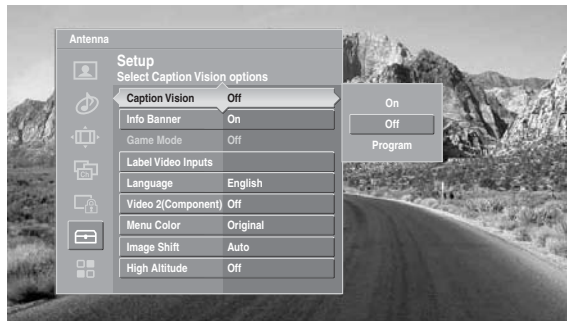 Antenna
Setup
Select Caption Vision options
Caption Vision Off
Info Banner On
Game Mode Off
Label Video Inputs
Language English
Video 2(Component) Off
Menu Color Original
Image Shift Auto
High Altitude Off
On
Off
Program